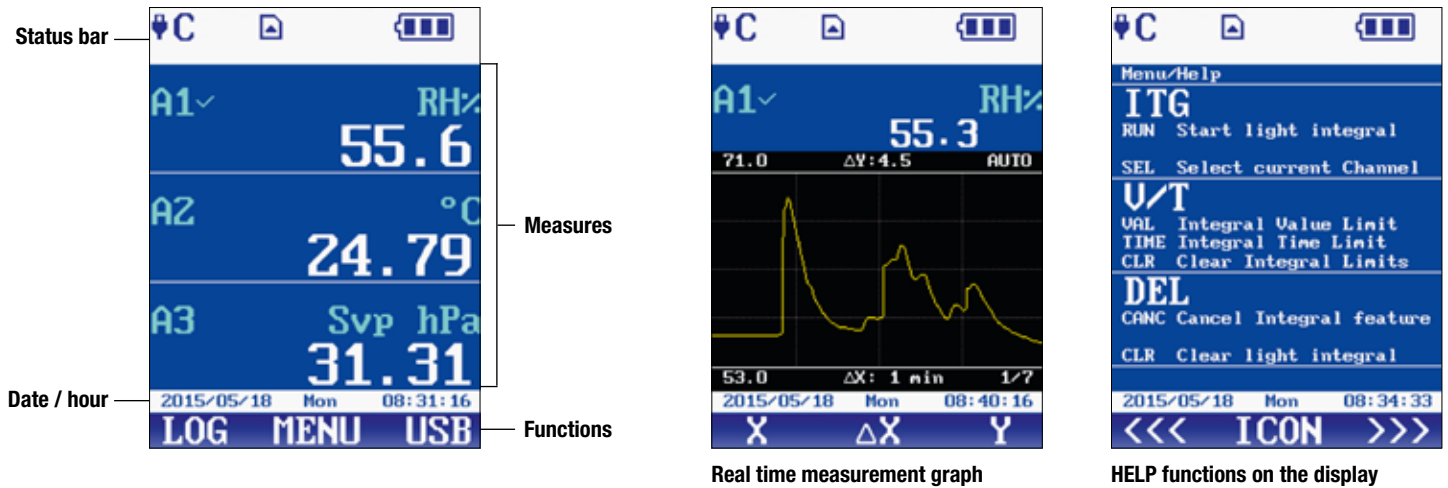 Status bar
C
A1✓ RH%
55.6
A2 °C
24.79
A3 Svp hPa
31.31
Measures
Date / hour
2015/05/18 Mon 08:31:16
LOG MENU USB
Functions
C
A1✓ RH%
55.3
71.0 △Y:4.5 AUTO
53.0 △X: 1 min 1/7
2015/05/18 Mon 08:40:16
X △X Y
Real time measurement graph
C
Menu/Help
ITG
RUN Start light integral
SEL Select current Channel
V/T
VAL Integral Value Limit
TIME Integral Time Limit
CLR Clear Integral Limits
DEL
CANC Cancel Integral feature
CLR Clear light integral
2015/05/18 Mon 08:34:33
<<< ICON >>>
HELP functions on the display